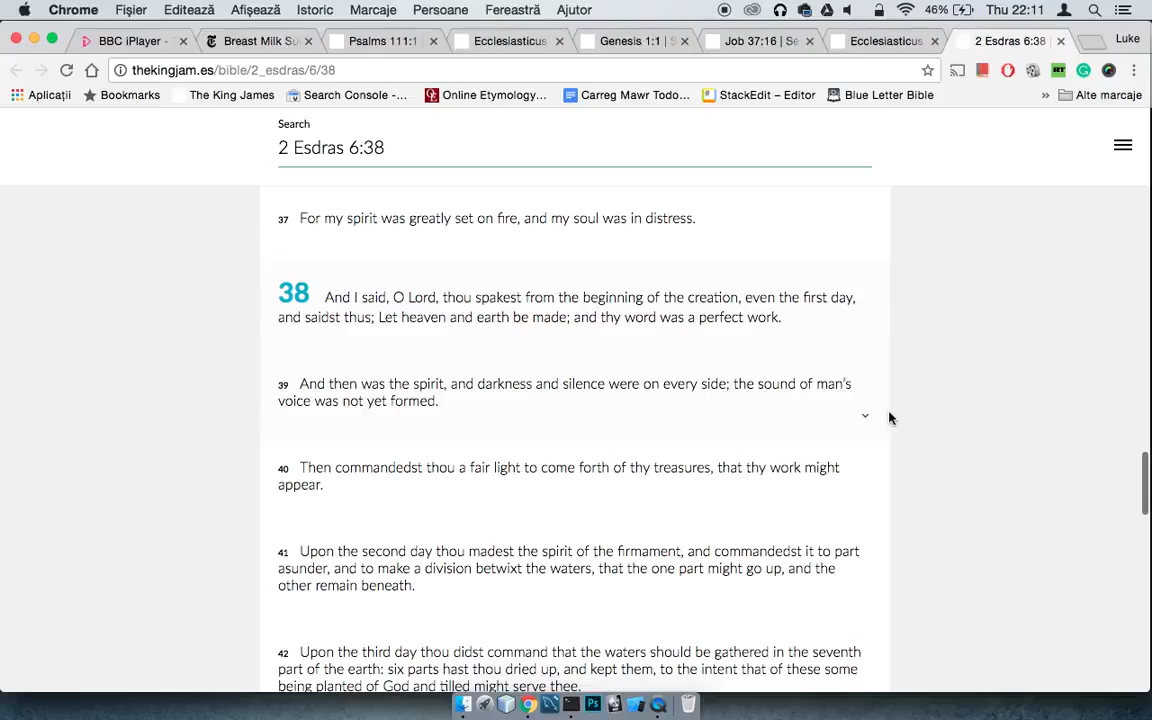 Chrome Fișier Editează Afișează Istoric Marcaje Persoane Fereastră Ajutor 46% Thu 22:11
BBC iPlayer - Breast Milk Su Psalms 111:1 Ecclesiasticus Genesis 1:1 | S Job 37:16 | Se Ecclesiasticus 2 Esdras 6:38 Luke
thekingjam.es/bible/2_esdras/6/38
Aplicații Bookmarks The King James Search Console -... Online Etymology... Carreg Mawr Todo... StackEdit – Editor Blue Letter Bible » Alte marcaje
Search
2 Esdras 6:38
37 For my spirit was greatly set on fire, and my soul was in distress.
38 And I said, O Lord, thou spakest from the beginning of the creation, even the first day,
and saidst thus; Let heaven and earth be made; and thy word was a perfect work.
39 And then was the spirit, and darkness and silence were on every side; the sound of man’s
voice was not yet formed.
40 Then commandedst thou a fair light to come forth of thy treasures, that thy work might
appear.
41 Upon the second day thou madest the spirit of the firmament, and commandedst it to part
asunder, and to make a division betwixt the waters, that the one part might go up, and the
other remain beneath.
42 Upon the third day thou didst command that the waters should be gathered in the seventh
part of the earth: six parts hast thou dried up, and kept them, to the intent that of these some
being planted of God and tilled might serve thee.
Ps